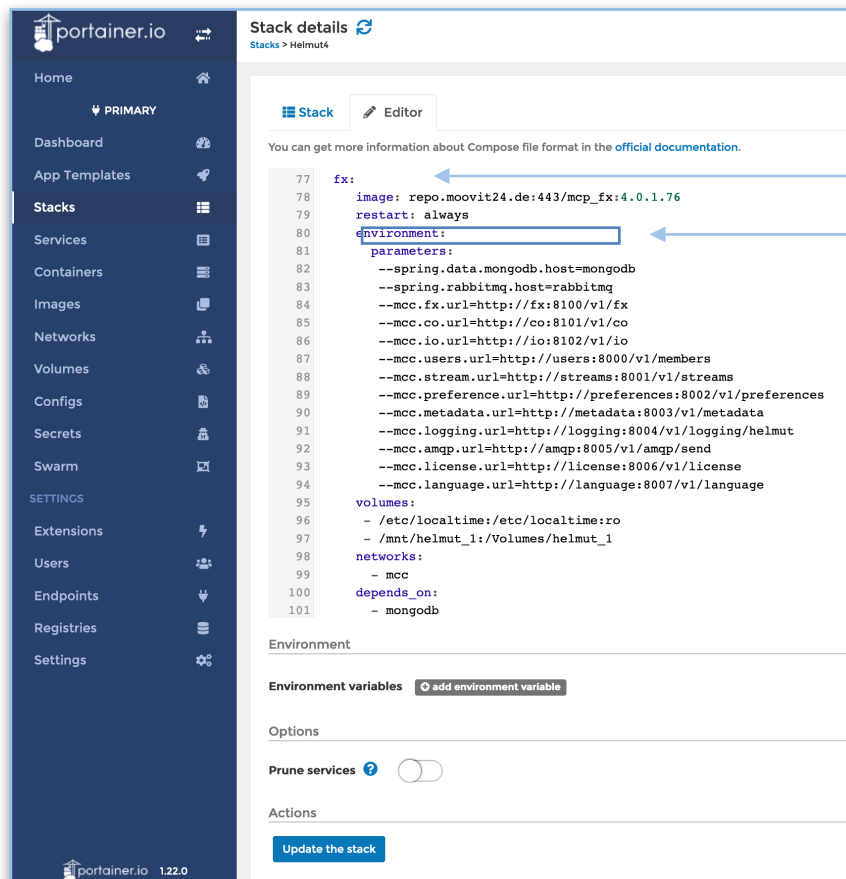 portainer.io
Home
PRIMARY
Dashboard
App Templates
Stacks
Services
Containers
Images
Networks
Volumes
Configs
Secrets
Swarm
SETTINGS
Extensions
Users
Endpoints
Registries
Settings
portainer.io 1.22.0
Stack details
Stacks > Helmut4
Stack Editor
You can get more information about Compose file format in the official documentation.
77 fx:
78 image: repo.moovit24.de:443/mcp_fx:4.0.1.76
79 restart: always
80 environment:
81 parameters:
82 --spring.data.mongodb.host=mongodb
83 --spring.rabbitmq.host=rabbitmq
84 --mcc.fx.url=http://fx:8100/v1/fx
85 --mcc.co.url=http://co:8101/v1/co
86 --mcc.io.url=http://io:8102/v1/io
87 --mcc.users.url=http://users:8000/v1/members
88 --mcc.stream.url=http://streams:8001/v1/streams
89 --mcc.preference.url=http://preferences:8002/v1/preferences
90 --mcc.metadata.url=http://metadata:8003/v1/metadata
91 --mcc.logging.url=http://logging:8004/v1/logging/helmut
92 --mcc.amqp.url=http://amqp:8005/v1/amqp/send
93 --mcc.license.url=http://license:8006/v1/license
94 --mcc.language.url=http://language:8007/v1/language
95 volumes:
96 - /etc/localtime:/etc/localtime:ro
97 - /mnt/helmut_1:/Volumes/helmut_1
98 networks:
99 - mcc
100 depends_on:
101 - mongodb
Environment
Environment variables add environment variable
Options
Prune services ?
Actions
Update the stack